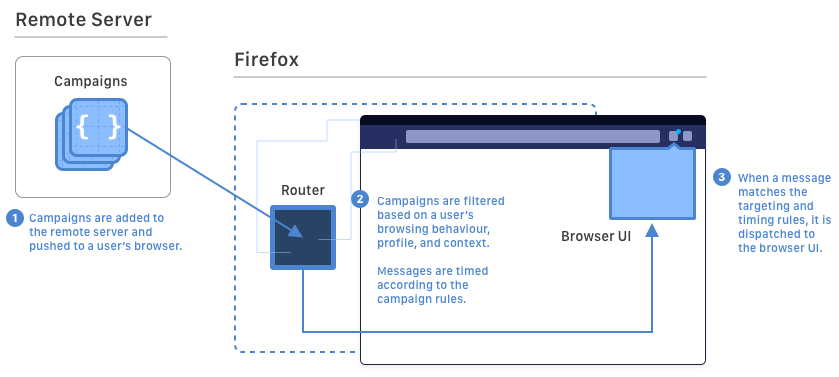 Remote Server
Campaigns
{ }
1
Campaigns are added to
the remote server and
pushed to a user's browser.
Firefox
Router
2
Campaigns are filtered
based on a user's
browsing behaviour,
profile, and context.
Messages are timed
according to the
campaign rules.
Browser UI
3
When a message
matches the
targeting and
timing rules, it is
dispatched to
the browser UI.